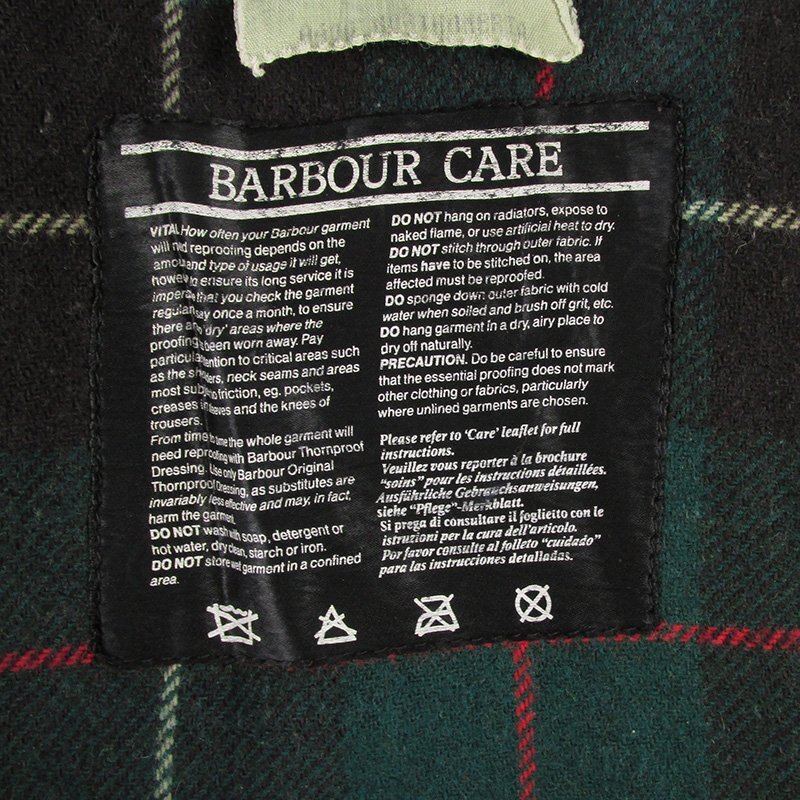 BARBOUR CARE
VITAL How often your Barbour garment
will need reproofing depends on the
amount and type of usage it will get,
however to ensure its long service it is
imperative that you check the garment
regularly say once a month, to ensure
there are no 'dry' areas where the
proofing has been worn away. Pay
particular attention to critical areas such
as the shoulders, neck seams and areas
most subject to friction, eg. pockets,
creases in sleeves and the knees of
trousers.
From time to time the whole garment will
need reproofing with Barbour Thornproof
Dressing. Use only Barbour Original
Thornproof Dressing, as substitutes are
invariably less effective and may, in fact,
harm the garment.
DO NOT wash with soap, detergent or
hot water, dry clean, starch or iron.
DO NOT store wet garment in a confined
area.
DO NOT hang on radiators, expose to
naked flame, or use artificial heat to dry.
DO NOT stitch through outer fabric. If
items have to be stitched on, the area
affected must be reproofed.
DO sponge down outer fabric with cold
water when soiled and brush off grit, etc.
DO hang garment in a dry, airy place to
dry off naturally.
PRECAUTION. Do be careful to ensure
that the essential proofing does not mark
other clothing or fabrics, particularly
where unlined garments are chosen.
Please refer to 'Care' leaflet for full
instructions.
Veuillez vous reporter à la brochure
"soins" pour les instructions détaillées.
Ausführliche Gebrauchsanweisungen,
siehe "Pflege"-Merkblatt.
Si prega di consultare il foglietto con le
istruzioni per la cura dell'articolo.
Por favor consulte al folleto "cuidado"
para las instrucciones detalladas.